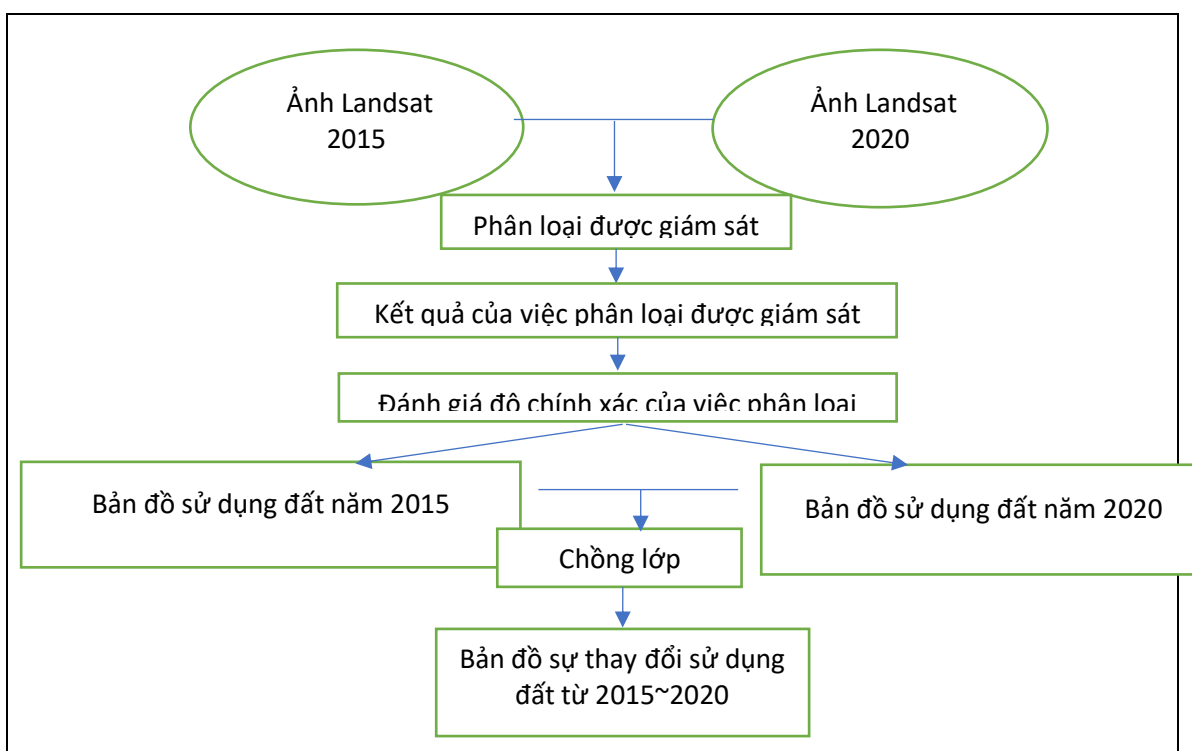 Ảnh Landsat
2015
Ảnh Landsat
2020
Phân loại được giám sát
Kết quả của việc phân loại được giám sát
Đánh giá độ chính xác của việc phân loại
Bản đồ sử dụng đất năm 2015
Bản đồ sử dụng đất năm 2020
Chồng lớp
Bản đồ sự thay đổi sử dụng
đất từ 2015~2020